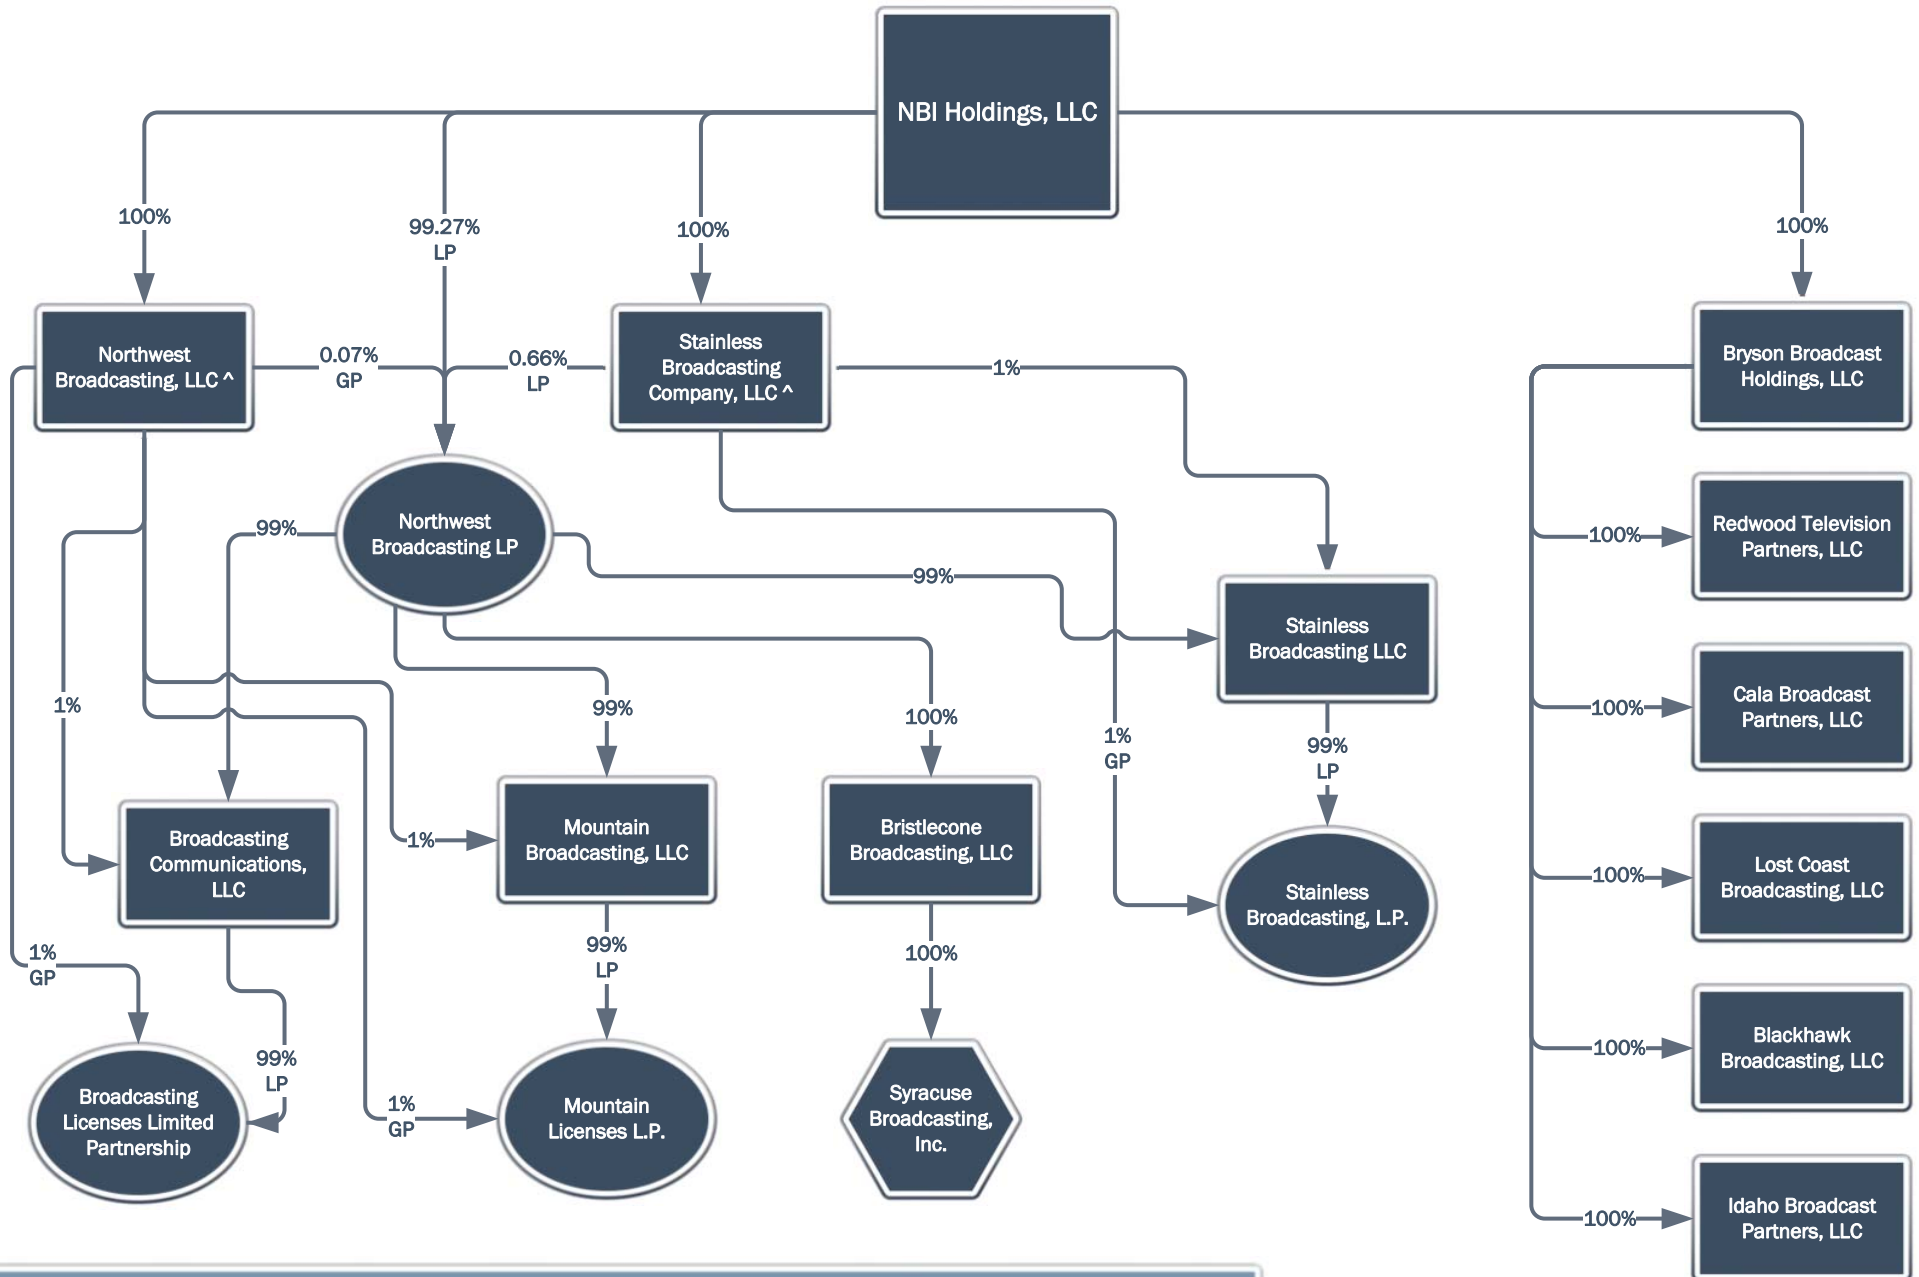 NBI Holdings, LLC
100%
99.27%
LP
100%
100%
Northwest
Broadcasting, LLC ^
0.07%
GP
0.66%
LP
Stainless
Broadcasting
Company, LLC ^
1%
Bryson Broadcast
Holdings, LLC
Northwest
Broadcasting LP
99%
99%
Redwood Television
Partners, LLC
100%
Stainless
Broadcasting LLC
1%
99%
100%
1%
GP
99%
LP
100%
Cala Broadcast
Partners, LLC
Broadcasting
Communications,
LLC
1%
Mountain
Broadcasting, LLC
Bristlecone
Broadcasting, LLC
Stainless
Broadcasting, L.P.
100%
Lost Coast
Broadcasting, LLC
1%
GP
99%
LP
100%
99%
LP
100%
Blackhawk
Broadcasting, LLC
Broadcasting
Licenses Limited
Partnership
1%
GP
Mountain
Licenses L.P.
Syracuse
Broadcasting,
Inc.
100%
Idaho Broadcast
Partners, LLC